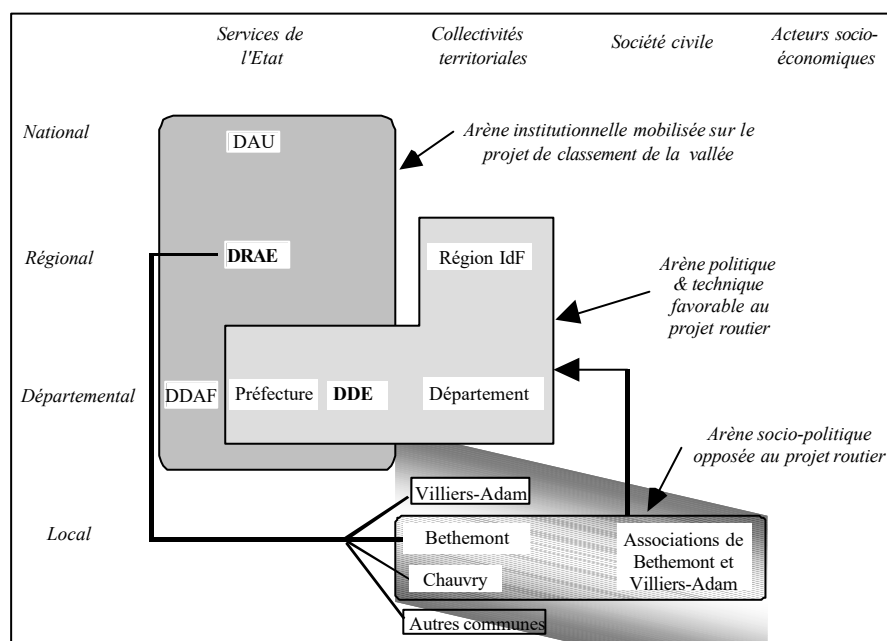 Services de
l'Etat
Collectivités
territoriales
Société civile
Acteurs socio-
économiques
National
DAU
Arène institutionnelle mobilisée sur le
projet de classement de la vallée
Régional
DRAE
Région IdF
Arène politique
& technique
favorable au
projet routier
Départemental
DDAF
Préfecture
DDE
Département
Arène socio-politique
opposée au projet routier
Local
Villiers-Adam
Bethemont
Chauvry
Autres communes
Associations de
Bethemont et
Villiers-Adam